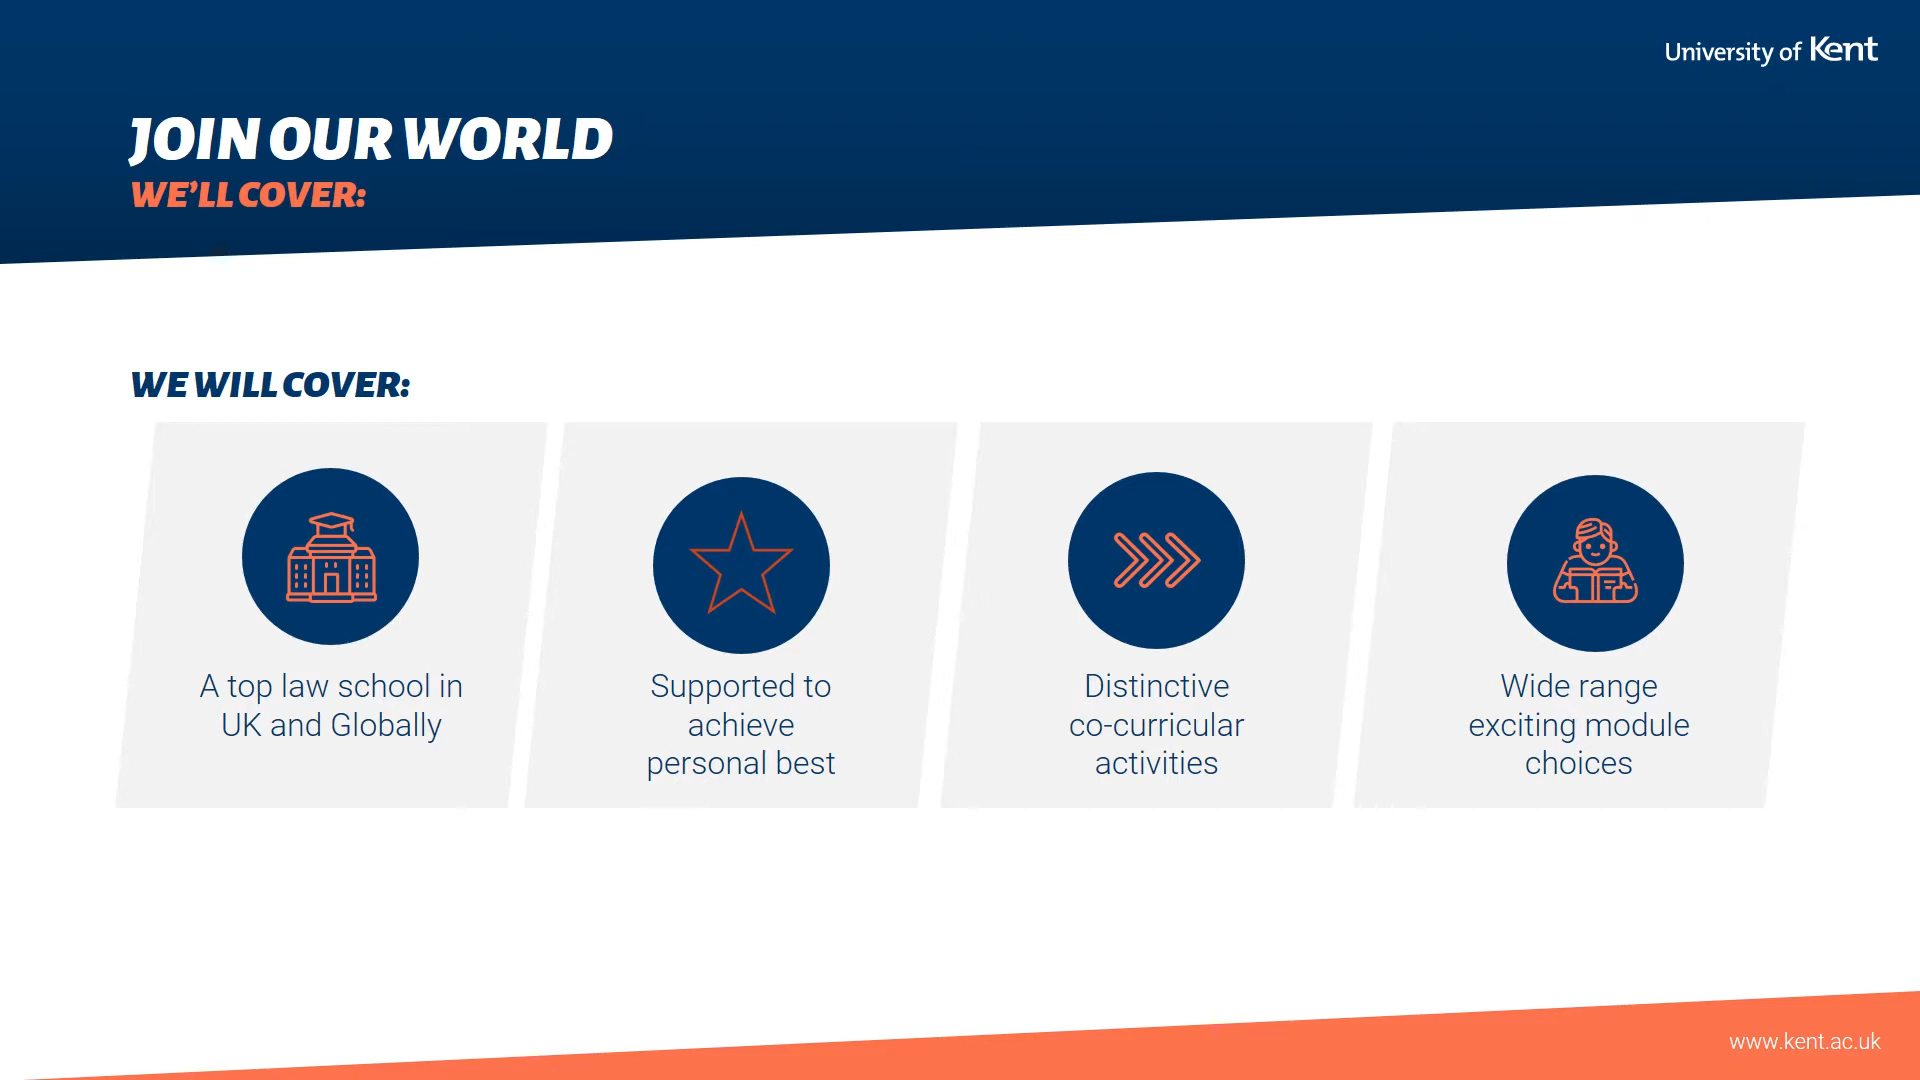 University of Kent
JOIN OUR WORLD
WE'LL COVER:
WE WILL COVER:
A top law school in
UK and Globally
Supported to
achieve
personal best
Distinctive
co-curricular
activities
Wide range
exciting module
choices
www.kent.ac.uk